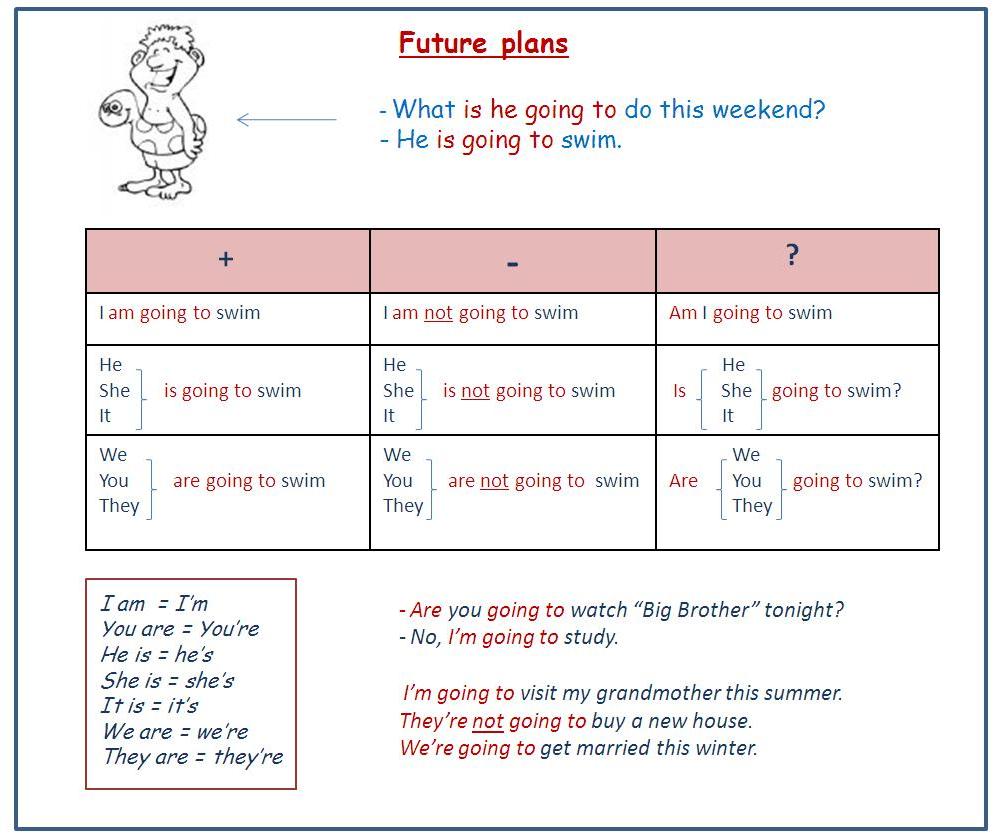 Future plans
- What is he going to do this weekend?
- He is going to swim.
+ - ?
I am going to swim I am not going to swim Am I going to swim
He He He
She is going to swim She is not going to swim Is She going to swim?
It It It
We We We
You are going to swim You are not going to swim Are You going to swim?
They They They
I am = I'm
You are = You're
He is = he's
She is = she's
It is = it's
We are = we're
They are = they're
- Are you going to watch “Big Brother” tonight?
- No, I'm going to study.
I'm going to visit my grandmother this summer.
They're not going to buy a new house.
We're going to get married this winter.